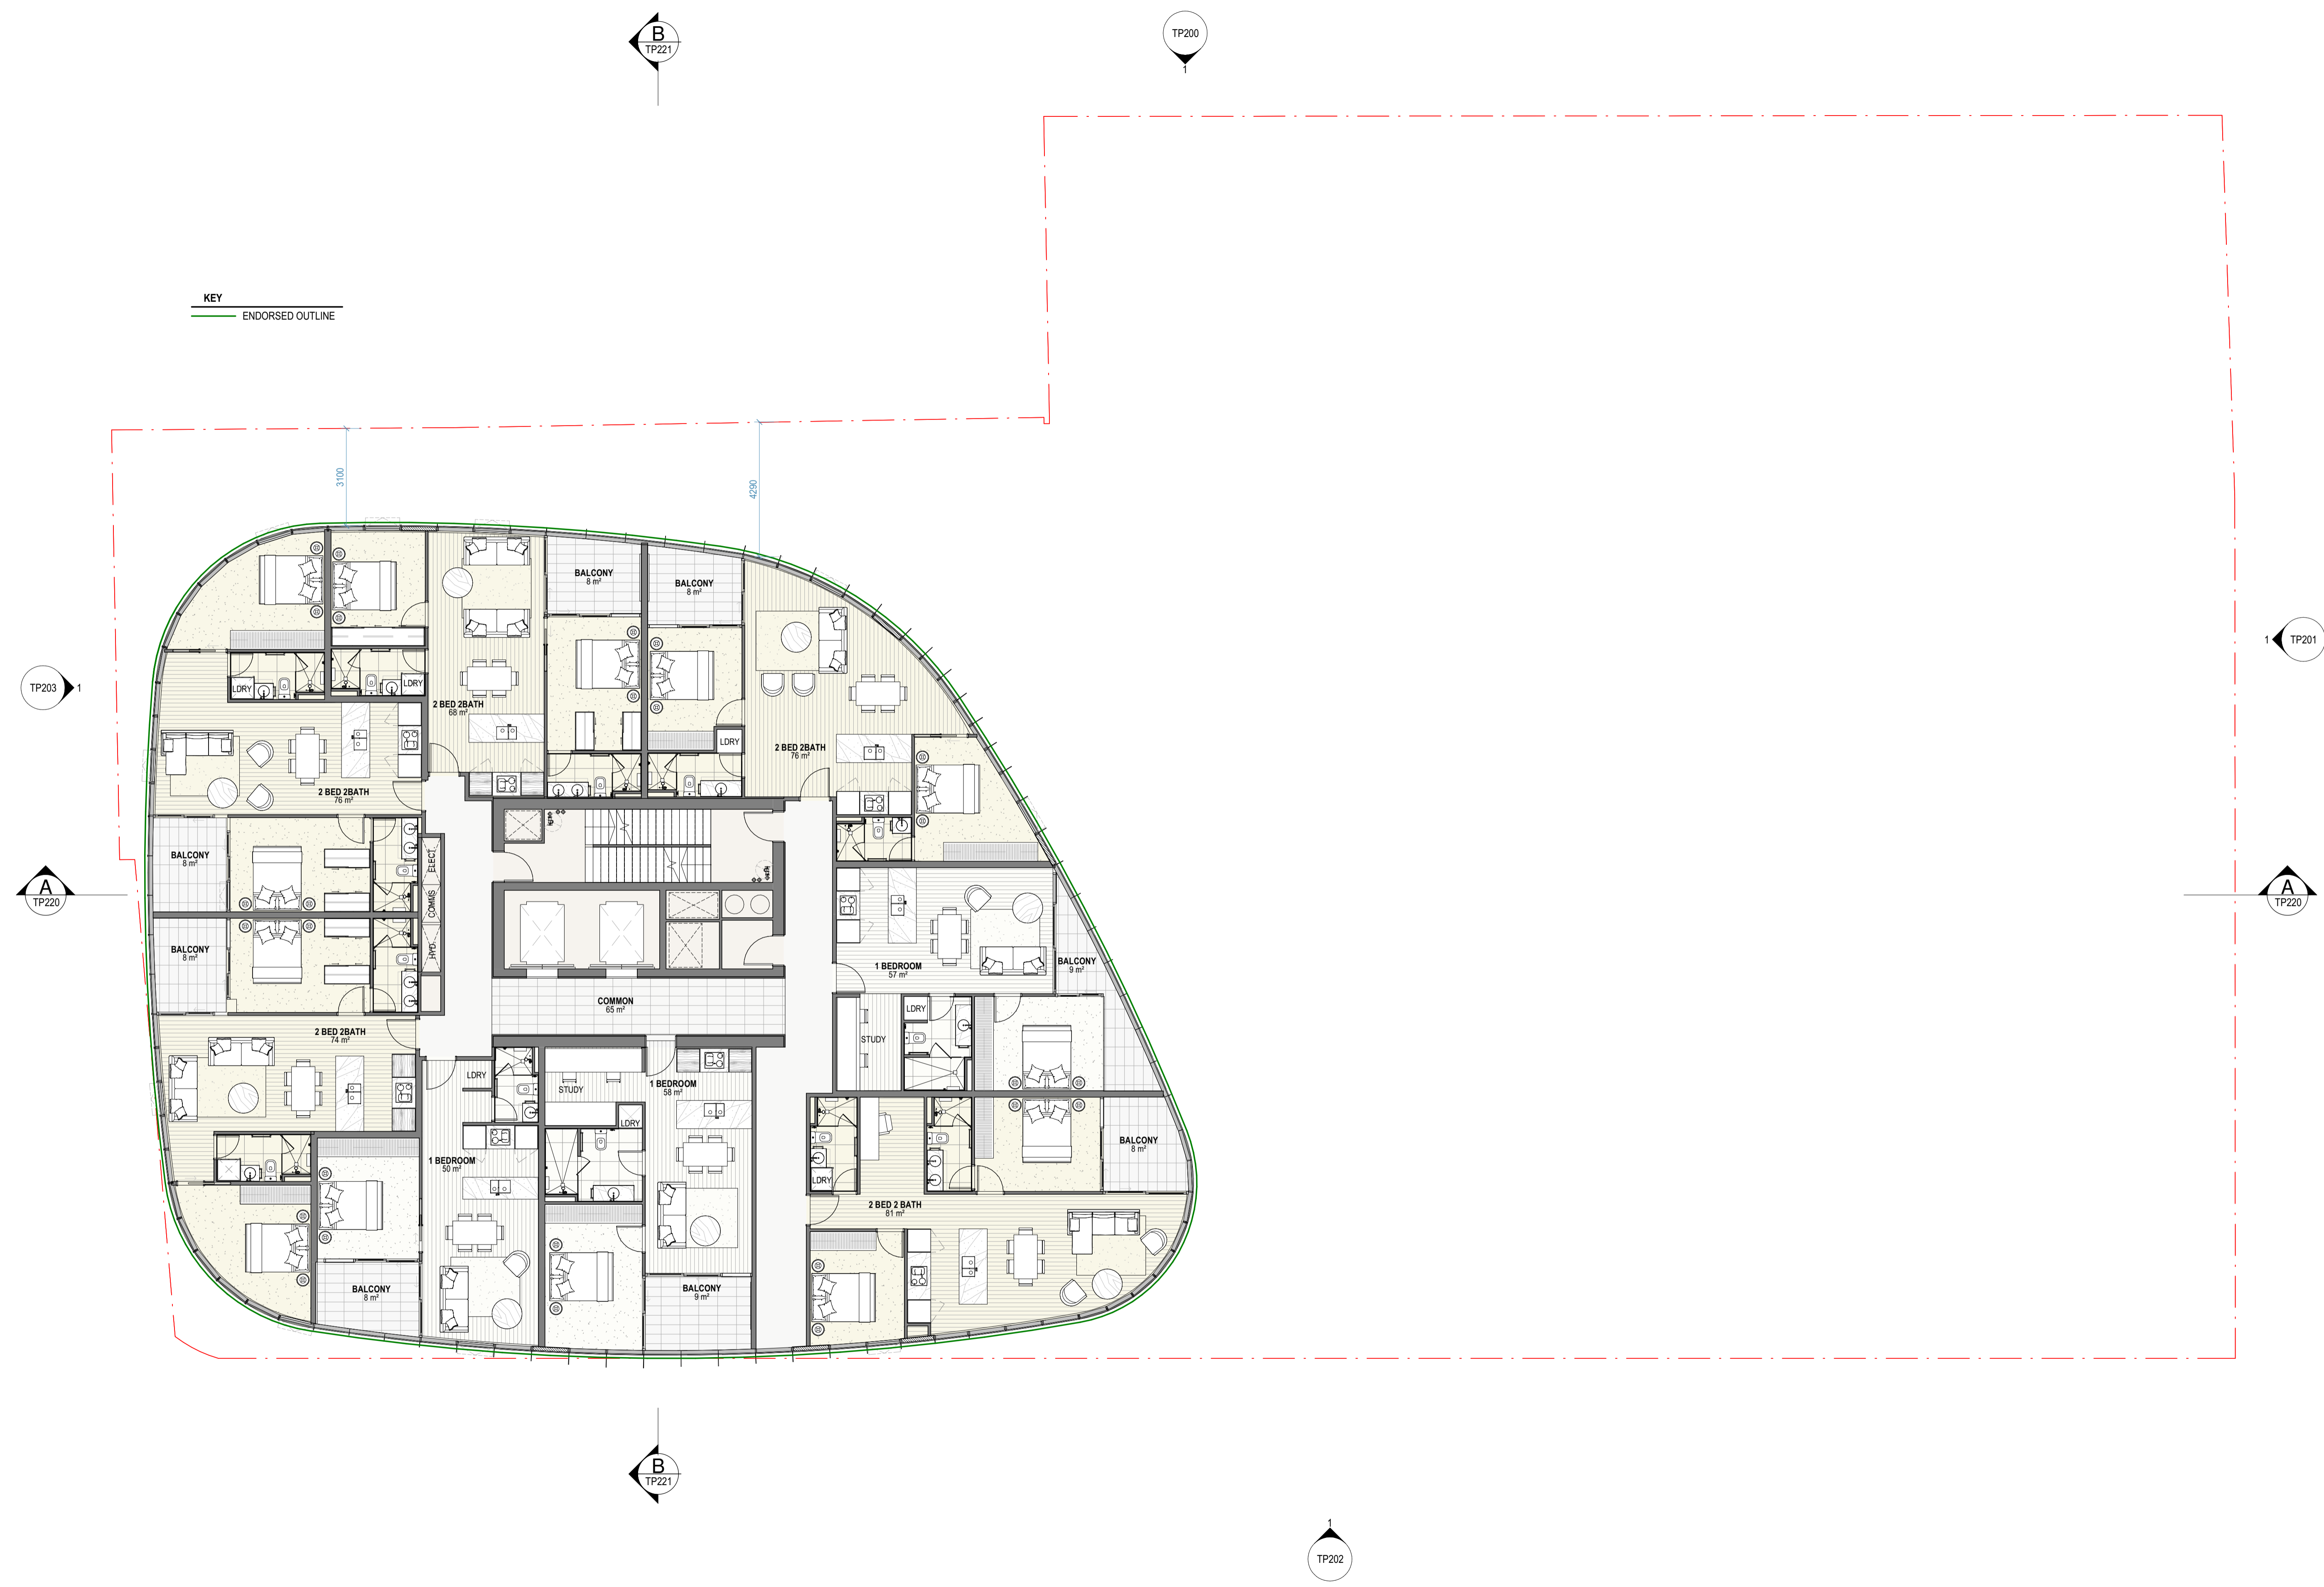 B
TP221
TP200
1
KEY
ENDORSED OUTLINE
3100
4290
BALCONY
8 m²
BALCONY
8 m²
1
TP201
TP203
1
LDRY
LDRY
2 BED 2BATH
68 m²
LDRY
2 BED 2BATH
76 m²
2 BED 2BATH
76 m²
BALCONY
8 m²
ELECT
COMMS
HYD.
A
TP220
A
TP220
BALCONY
8 m²
1 BEDROOM
57 m²
BALCONY
9 m²
COMMON
65 m²
LDRY
STUDY
2 BED 2BATH
74 m²
LDRY
STUDY
1 BEDROOM
58 m²
LDRY
1 BEDROOM
50 m²
BALCONY
8 m²
LDRY
2 BED 2 BATH
81 m²
BALCONY
8 m²
BALCONY
9 m²
B
TP221
1
TP202